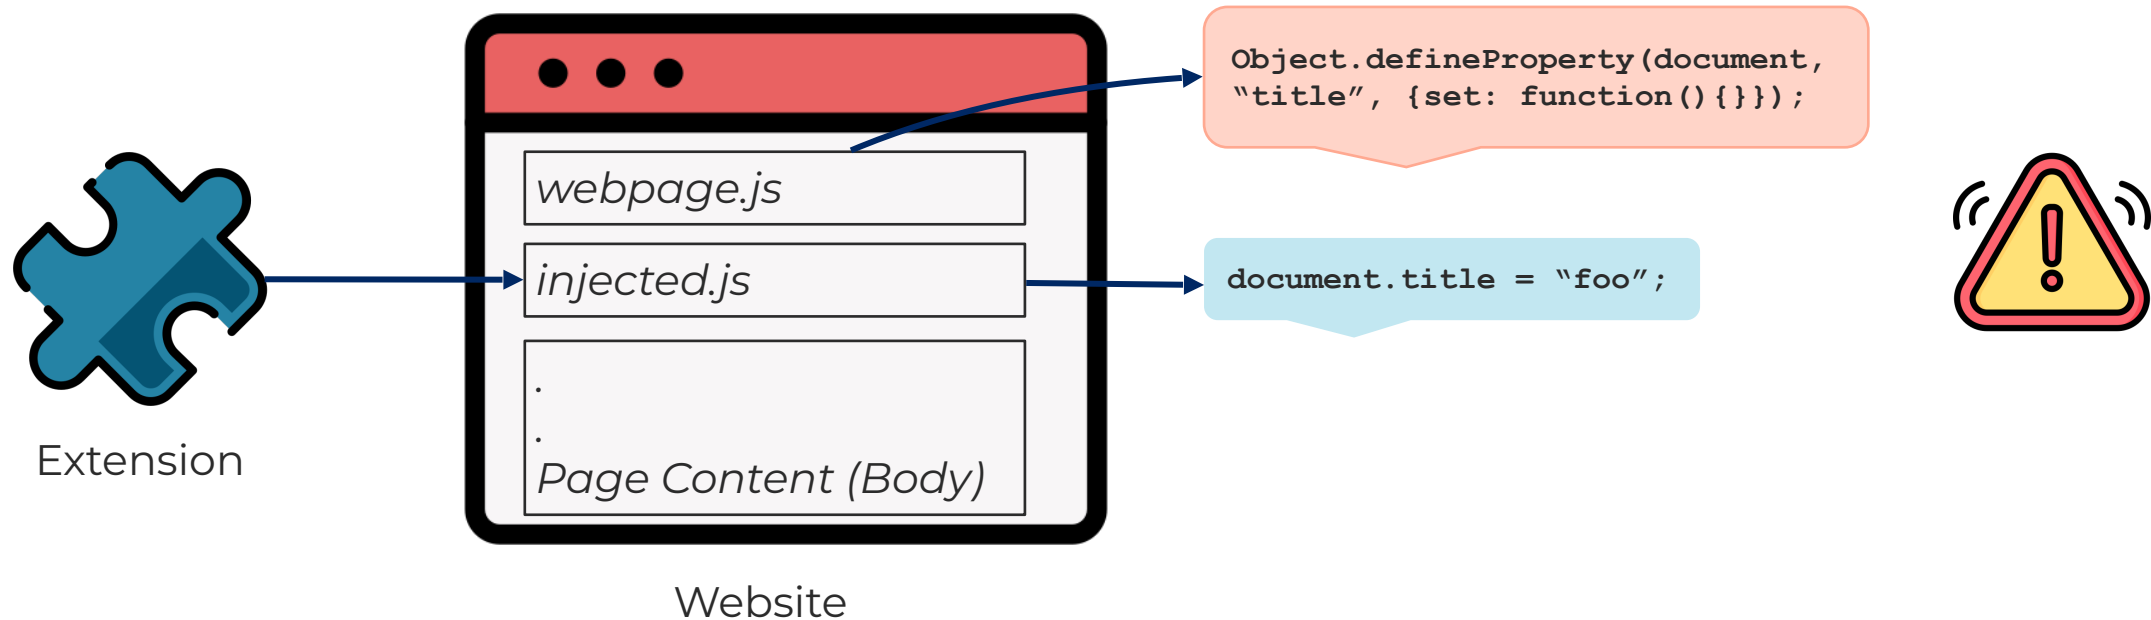 Object.defineProperty(document,
“title”, {set: function(){}});
webpage.js
injected.js
document.title = “foo”;
.
.
Page Content (Body)
Extension
Website